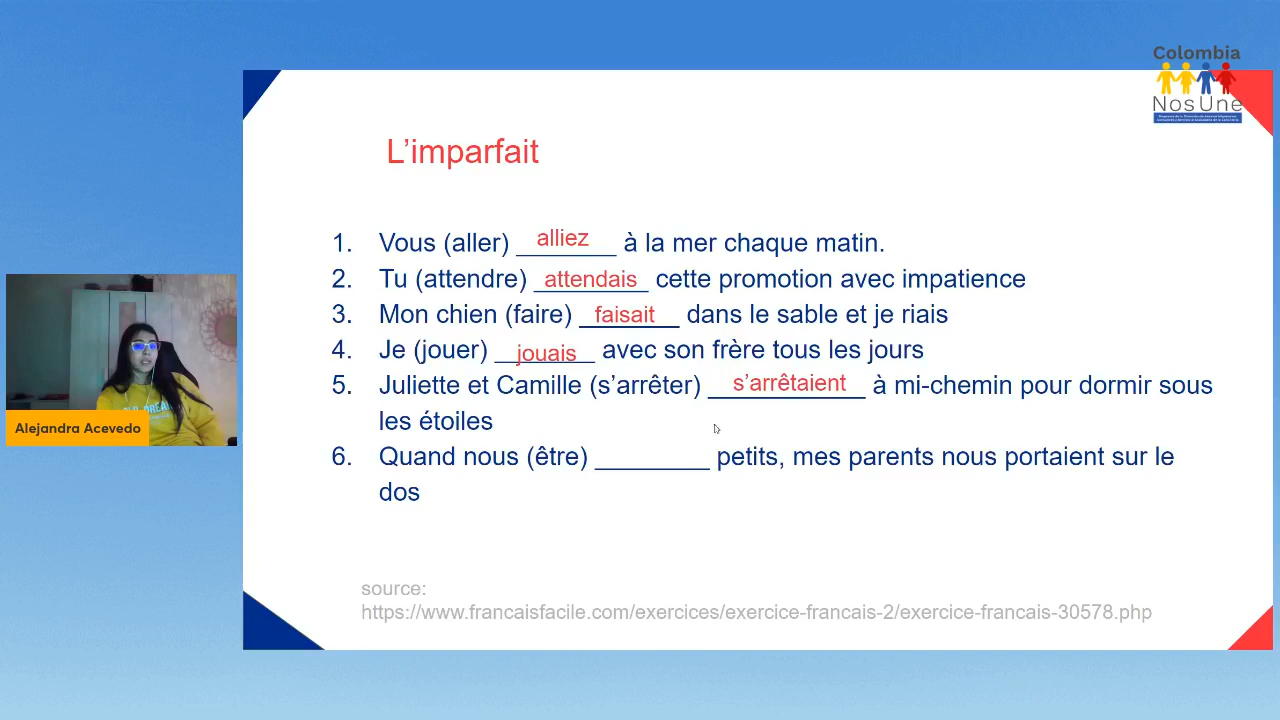 Colombia
NosUne
L'imparfait
1. Vous (aller) alliez à la mer chaque matin.
2. Tu (attendre) attendais cette promotion avec impatience
3. Mon chien (faire) faisait dans le sable et je riais
4. Je (jouer) jouais avec son frère tous les jours
5. Juliette et Camille (s'arrêter) s'arrêtaient à mi-chemin pour dormir sous
les étoiles
6. Quand nous (être) ________ petits, mes parents nous portaient sur le
dos
Alejandra Acevedo
source:
https://www.francaisfacile.com/exercices/exercice-francais-2/exercice-francais-30578.php